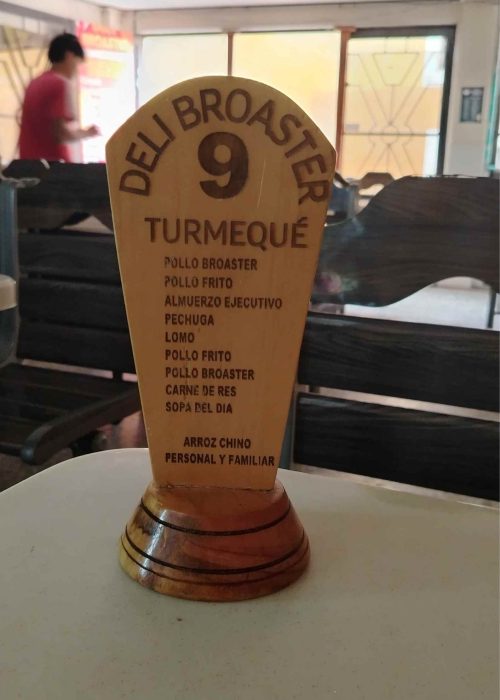 DELI BROASTER
9
TURMEQUÉ
POLLO BROASTER
POLLO FRITO
ALMUERZO EJECUTIVO
PECHUGA
LOMO
POLLO FRITO
POLLO BROASTER
CARNE DE RES
SOPA DEL DIA
ARROZ CHINO
PERSONAL Y FAMILIAR